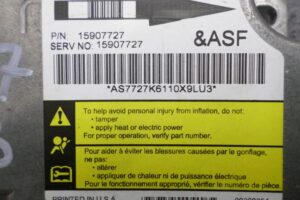 P/N: 15907727
SERV NO: 15907727
&ASF
*AS7727K6110X9LU3*
To help avoid personal injury from inflation, do not:
• tamper
• apply heat or electric power
For proper operation, verify part number.
Pour aider à éviter les blessures causées par le gonflage,
ne pas:
• altérer
• appliquer de chaleur ni de puissance électrique
Pour le fonctionnement approprié, vérifier le numéro de pièce.
PRINTED IN U.S.A.